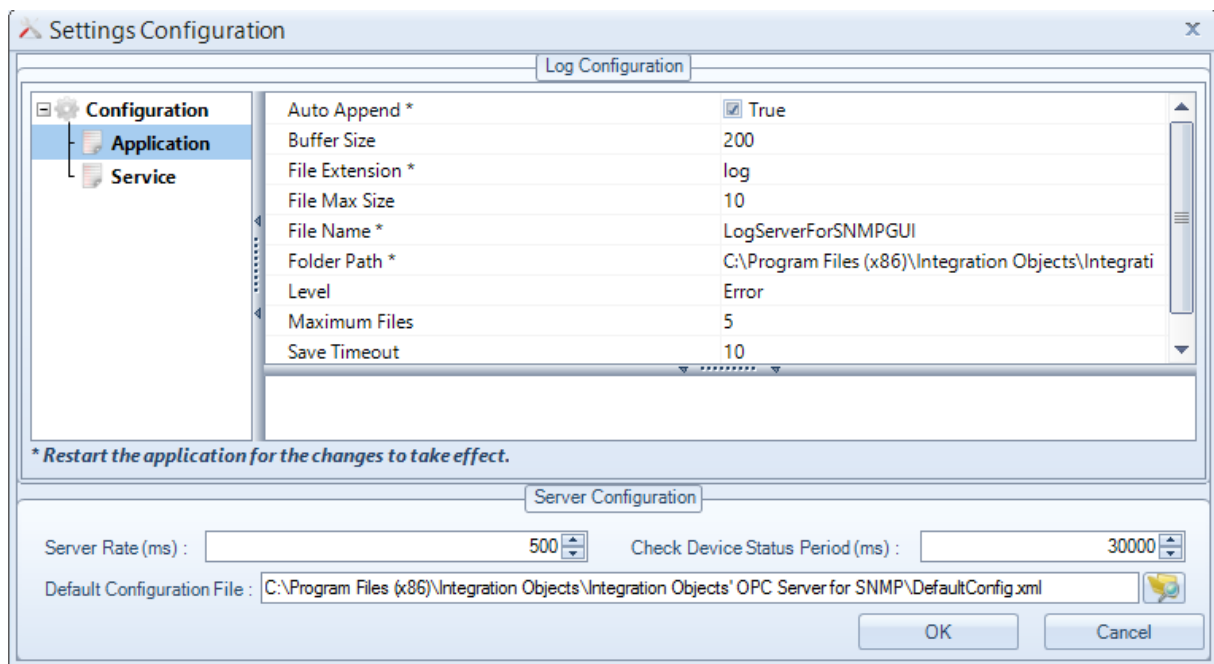 Settings Configuration
Log Configuration
Configuration
Application
Service
Auto Append * True
Buffer Size 200
File Extension * log
File Max Size 10
File Name * LogServerForSNMPGUI
Folder Path * C:\Program Files (x86)\Integration Objects\Integrati
Level Error
Maximum Files 5
Save Timeout 10
* Restart the application for the changes to take effect.
Server Configuration
Server Rate (ms) : 500 Check Device Status Period (ms) : 30000
Default Configuration File : C:\Program Files (x86)\Integration Objects\Integration Objects' OPC Server for SNMP\DefaultConfig.xml
OK Cancel